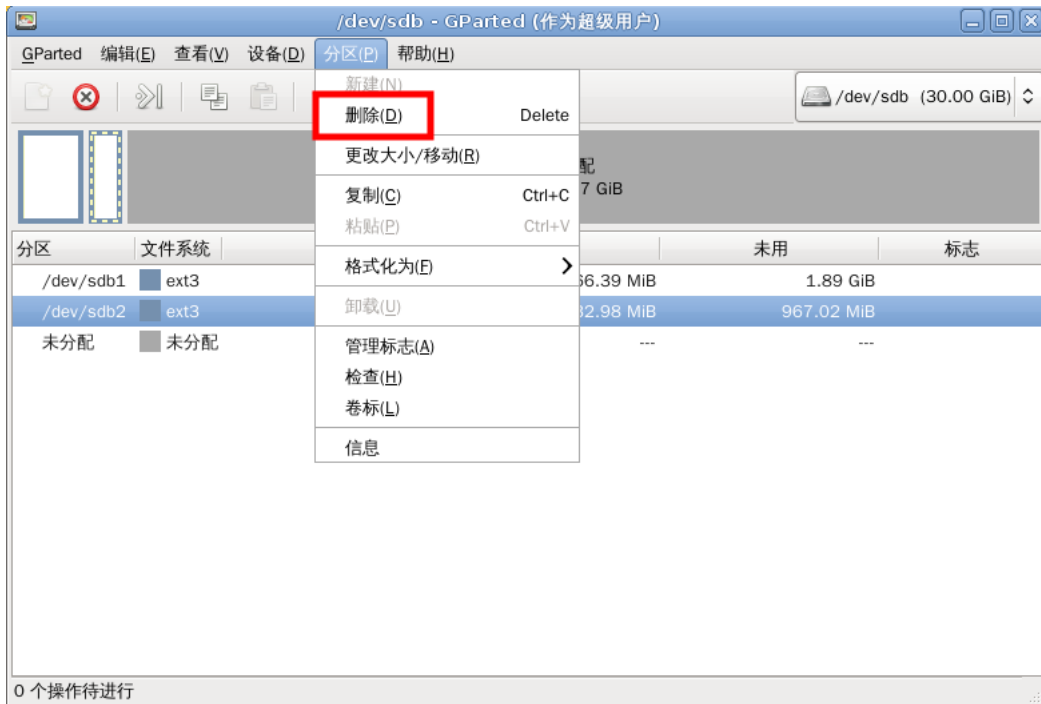 /dev/sdb - GParted (作为超级用户)
GParted 编辑(E) 查看(V) 设备(D) 分区(P) 帮助(H)
新建(N)
/dev/sdb (30.00 GiB)
删除(D) Delete
更改大小/移动(R)
配
7 GiB
复制(C) Ctrl+C
粘贴(P) Ctrl+V
分区 文件系统 未用 标志
格式化为(F)
/dev/sdb1 ext3 66.39 MiB 1.89 GiB
卸载(U)
/dev/sdb2 ext3 32.98 MiB 967.02 MiB
未分配 未分配 --- ---
管理标志(A)
检查(H)
卷标(L)
信息
0 个操作待进行